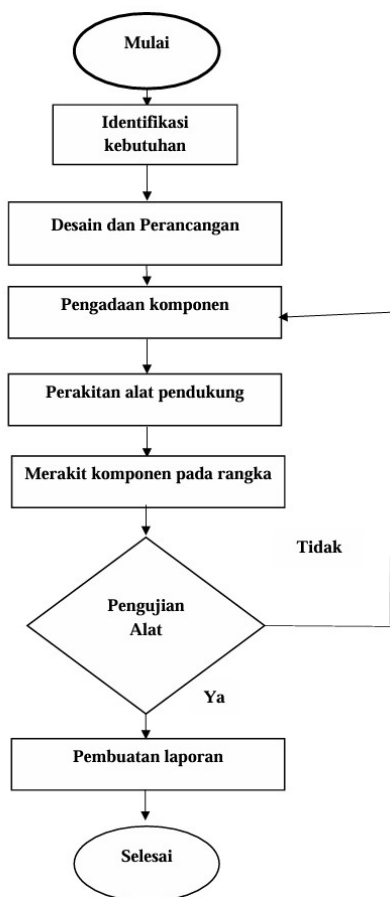 Mulai
Identifikasi
kebutuhan
Desain dan Perancangan
Pengadaan komponen
Perakitan alat pendukung
Merakit komponen pada rangka
Tidak
Pengujian
Alat
Ya
Pembuatan laporan
Selesai